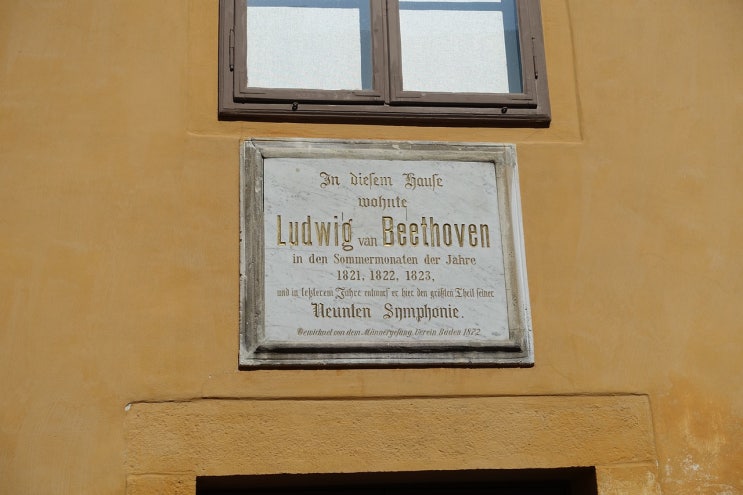 In diesem Hause
wohnte
Ludwig van Beethoven
in den Sommermonaten der Jahre
1821, 1822, 1823,
und in letzterem Jahre entwarf er hier den größten Theil seiner
Neunten Symphonie.
Gewidmet von dem Männergesang Verein Baden 1872